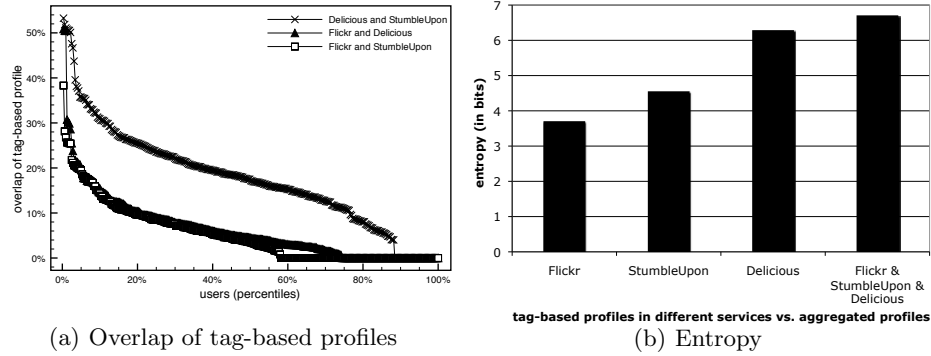 Delicious and StumbleUpon
Flickr and Delicious
Flickr and StumbleUpon
overlap of tag-based profile
50%
40%
30%
20%
10%
0%
0%
20%
40%
60%
80%
100%
users (percentiles)
(a) Overlap of tag-based profiles
entropy (in bits)
7
6
5
4
3
2
1
0
Flickr
StumbleUpon
Delicious
Flickr &
StumbleUpon &
Delicious
tag-based profiles in different services vs. aggregated profiles
(b) Entropy